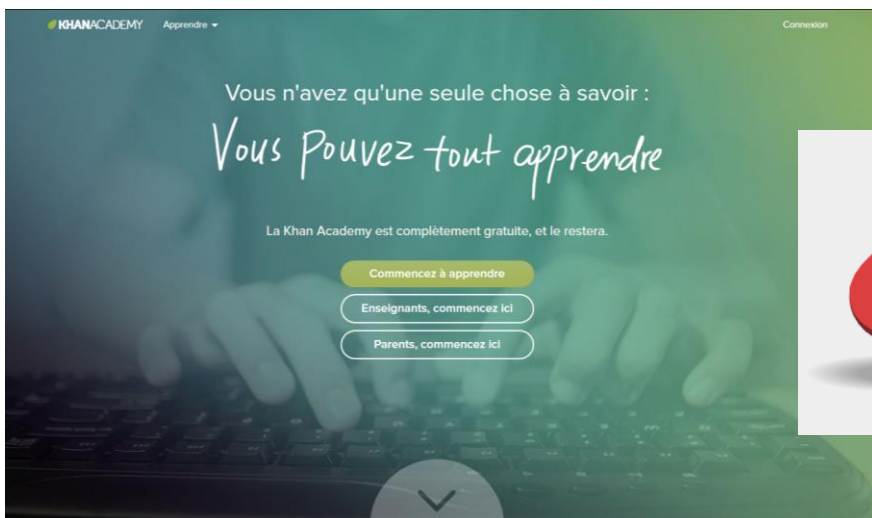 KHANACADEMY Apprendre Connexion
Vous n'avez qu'une seule chose à savoir :
Vous Pouvez tout apprendre
La Khan Academy est complètement gratuite, et le restera.
Commencez à apprendre
Enseignants, commencez ici
Parents, commencez ici